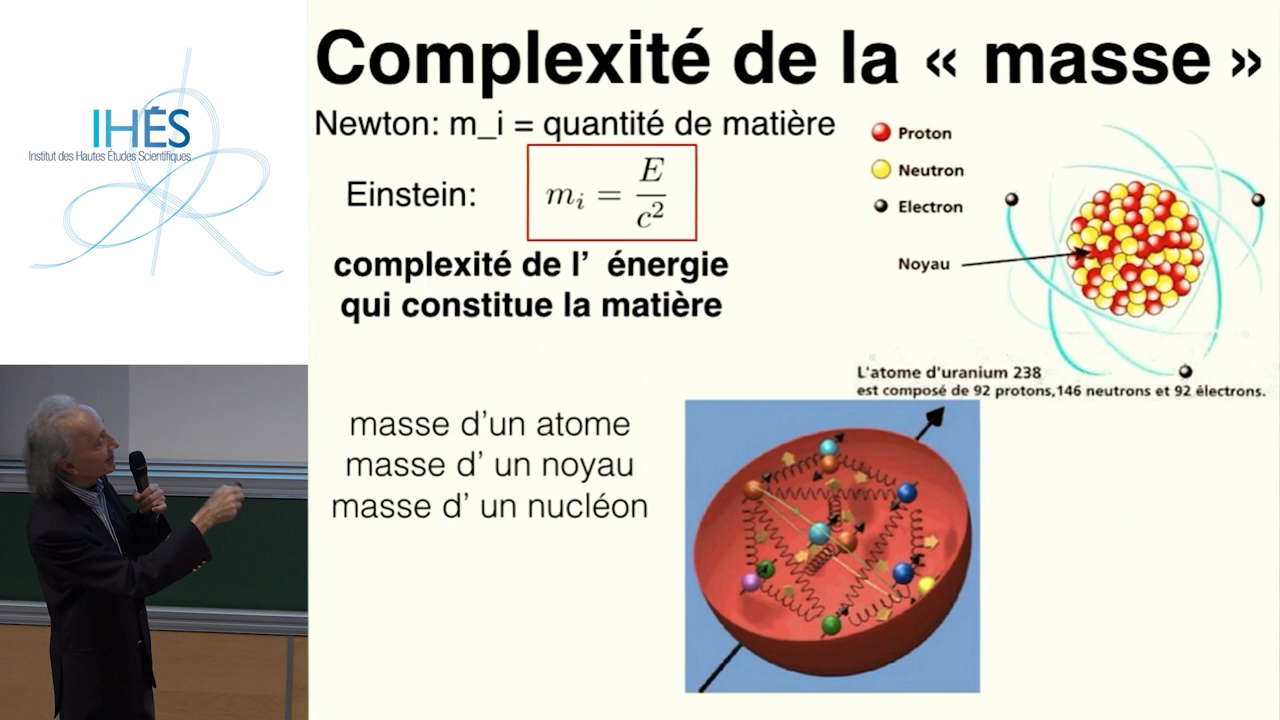 IHÉS
Institut des Hautes Études Scientifiques
Complexité de la « masse »
Newton: m_i = quantité de matière
Einstein:
m_i = E/c²
complexité de l’ énergie
qui constitue la matière
Proton
Neutron
Electron
Noyau
L'atome d'uranium 238
est composé de 92 protons,146 neutrons et 92 électrons.
masse d’un atome
masse d’ un noyau
masse d’ un nucléon